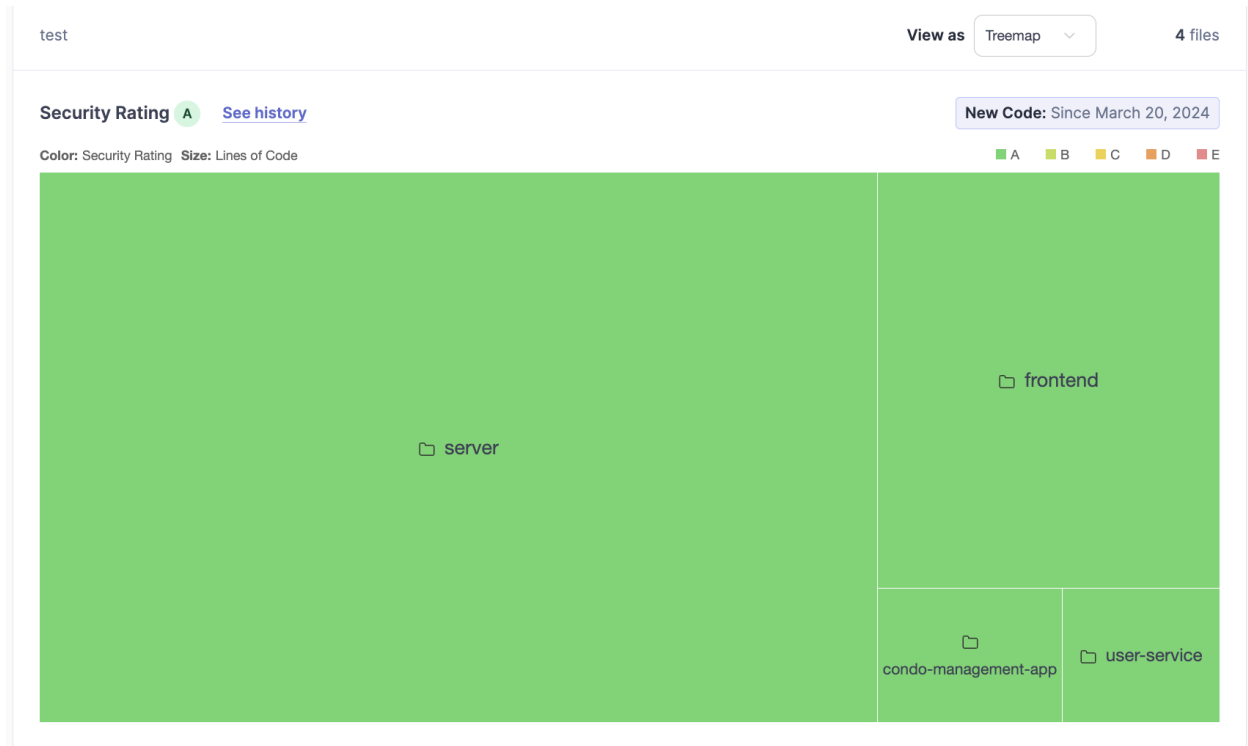 test
View as Treemap 4 files
Security Rating A See history
New Code: Since March 20, 2024
Color: Security Rating Size: Lines of Code
A B C D E
server
frontend
condo-management-app
user-service